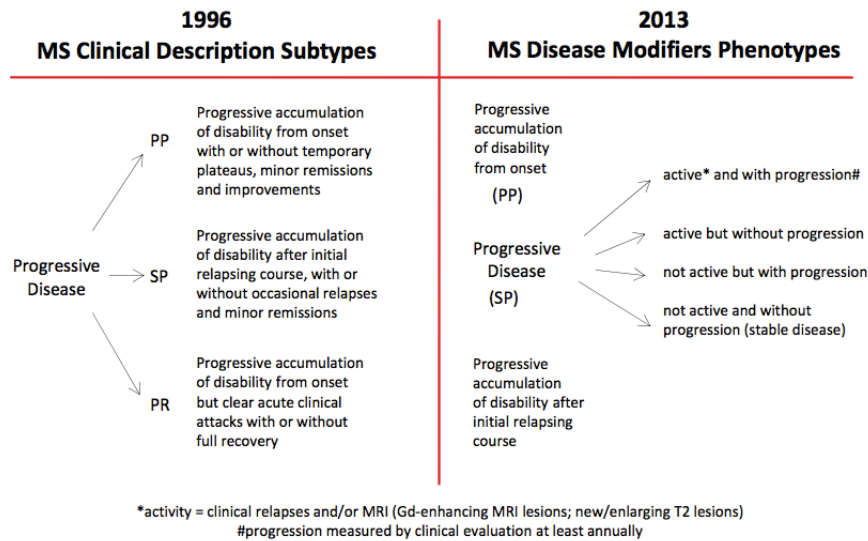 1996
MS Clinical Description Subtypes
Progressive
Disease
PP
Progressive accumulation
of disability from onset
with or without temporary
plateaus, minor remissions
and improvements
SP
Progressive accumulation
of disability after initial
relapsing course, with or
without occasional relapses
and minor remissions
PR
Progressive accumulation
of disability from onset
but clear acute clinical
attacks with or without
full recovery
2013
MS Disease Modifiers Phenotypes
Progressive
accumulation
of disability
from onset
(PP)
Progressive
Disease
(SP)
Progressive
accumulation
of disability after
initial relapsing
course
active* and with progression#
active but without progression
not active but with progression
not active and without
progression (stable disease)
*activity = clinical relapses and/or MRI (Gd-enhancing MRI lesions; new/enlarging T2 lesions)
#progression measured by clinical evaluation at least annually